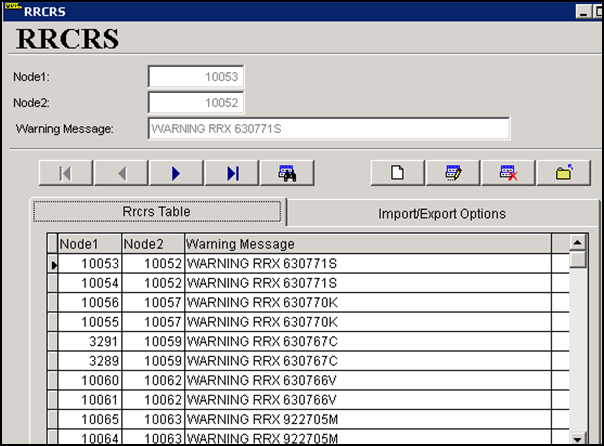 RRCRS
RRCRS
Node1: 10053
Node2: 10052
Warning Message: WARNING RRX 630771S
Rrcrs Table Import/Export Options
Node1 Node2 Warning Message
10053 10052 WARNING RRX 630771S
10054 10052 WARNING RRX 630771S
10056 10057 WARNING RRX 630770K
10055 10057 WARNING RRX 630770K
3291 10059 WARNING RRX 630767C
3289 10059 WARNING RRX 630767C
10060 10062 WARNING RRX 630766V
10061 10062 WARNING RRX 630766V
10065 10063 WARNING RRX 922705M
10064 10063 WARNING RRX 922705M